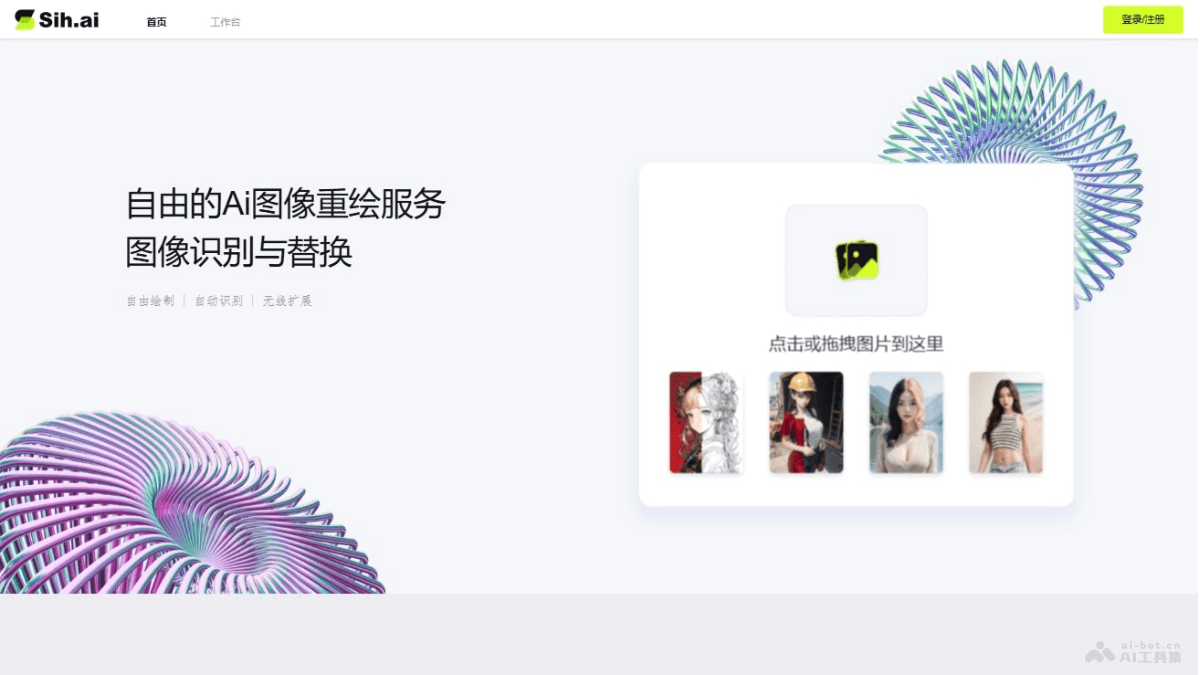 Sih.ai
首页
工作台
登录/注册
自由的Ai图像重绘服务
图像识别与替换
自由绘制 | 自动识别 | 无线扩展
点击或拖拽图片到这里
ai-bot.cn
AI工具集